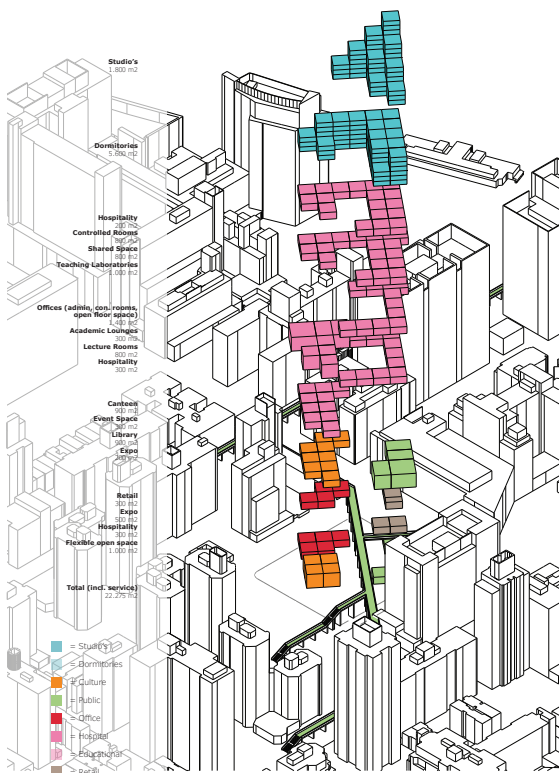 Studio's
1.800 m2
Dormitories
5.600 m2
Hospitality
200 m2
Controlled Rooms
800 m2
Shared Space
800 m2
Teaching Laboratories
1.000 m2
Offices (admin, con. rooms,
open floor space)
1.400 m2
Academic Lounges
300 m2
Lecture Rooms
800 m2
Hospitality
300 m2
Canteen
900 m2
Event Space
Library
900 m2
Expo
Retail
300 m2
Expo
500 m2
Hospitality
300 m2
Flexible open space
1.000 m2
Total (incl. service)
22.275 m2
= Studio's
= Dormitories
= Culture
= Public
= Office
= Hospital
= Educational
= Retail